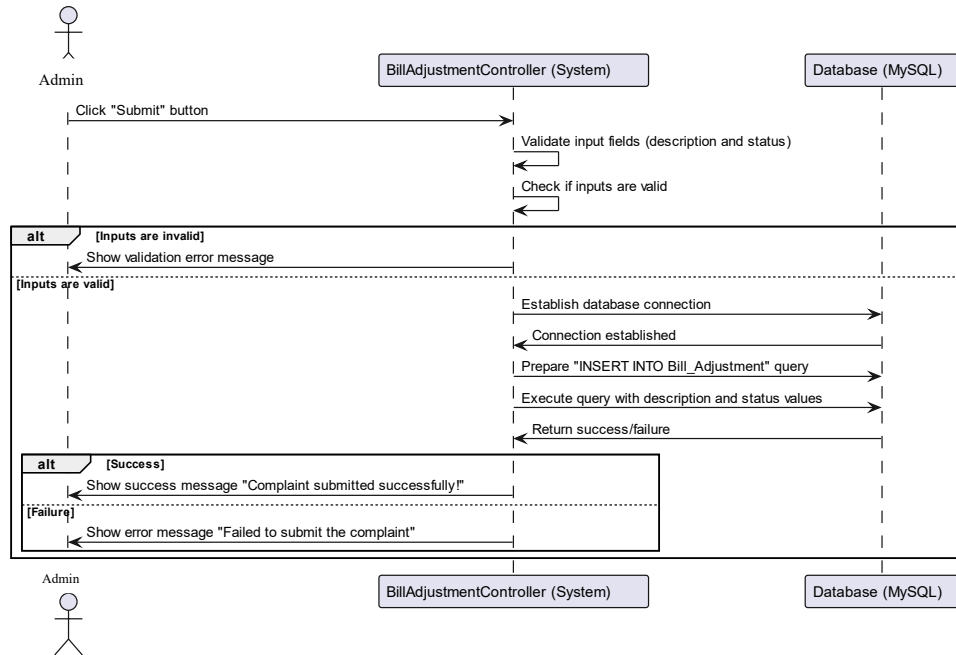 Admin
BillAdjustmentController (System)
Database (MySQL)
Click "Submit" button
Validate input fields (description and status)
Check if inputs are valid
alt
[Inputs are invalid]
Show validation error message
[Inputs are valid]
Establish database connection
Connection established
Prepare "INSERT INTO Bill_Adjustment" query
Execute query with description and status values
Return success/failure
alt
[Success]
Show success message "Complaint submitted successfully!"
[Failure]
Show error message "Failed to submit the complaint"
Admin
BillAdjustmentController (System)
Database (MySQL)